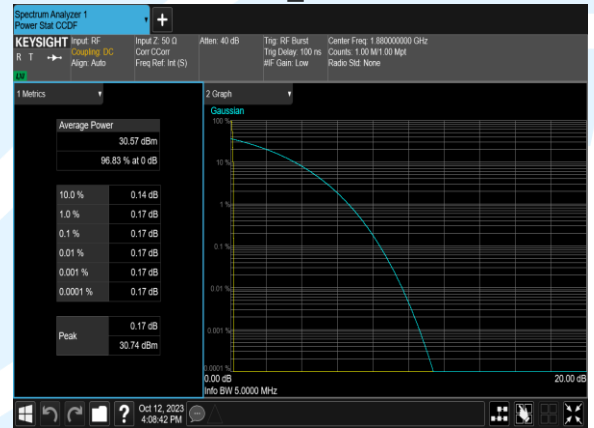 Spectrum Analyzer 1
Power Stat CCDF
+
KEYSIGHT
R T
LW
Input: RF
Coupling: DC
Align: Auto
Input Z: 50 Ω
Corr CCorr
Freq Ref: Int (S)
Atten: 40 dB
Trig: RF Burst
Trig Delay: 100 ns
#IF Gain: Low
Center Freq: 1.880000000 GHz
Counts: 1.00 M/1.00 Mpt
Radio Std: None
1 Metrics
Average Power
30.57 dBm
96.83 % at 0 dB
10.0 % 0.14 dB
1.0 % 0.17 dB
0.1 % 0.17 dB
0.01 % 0.17 dB
0.001 % 0.17 dB
0.0001 % 0.17 dB
Peak
0.17 dB
30.74 dBm
2 Graph
Gaussian
100 %
10 %
1 %
0.1 %
0.01 %
0.001 %
0.0001 %
0.00 dB 20.00 dB
Info BW 5.0000 MHz
?
Oct 12, 2023
4:08:42 PM